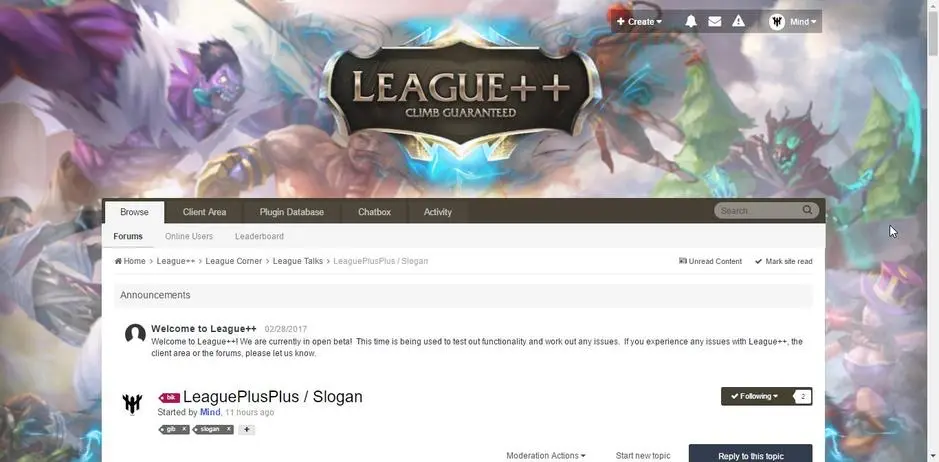 Create
Mind
LEAGUE++
CLIMB GUARANTEED
Browse
Client Area
Plugin Database
Chatbox
Activity
Search...
Forums
Online Users
Leaderboard
Home > League++ > League Corner > League Talks > LeaguePlusPlus / Slogan
Unread Content
Mark site read
Announcements
Welcome to League++ 02/28/2017
Welcome to League++! We are currently in open beta! This time is being used to test out functionality and work out any issues. If you experience any issues with League++, the
client area or the forums, please let us know.
bik LeaguePlusPlus / Slogan
Following 2
Started by Mind, 11 hours ago
gib x slogan x +
Moderation Actions
Start new topic
Reply to this topic